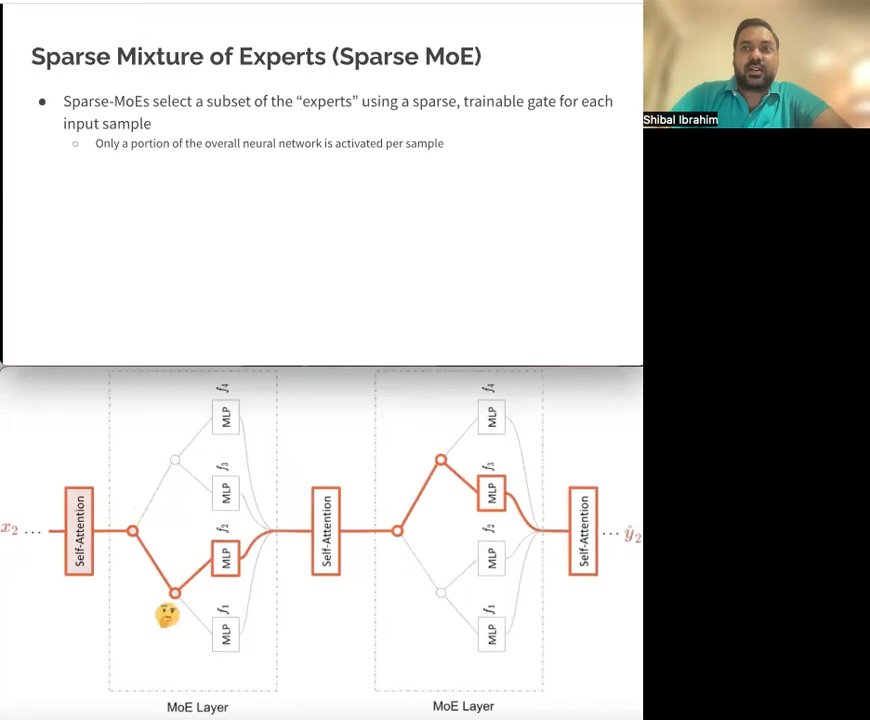 Sparse Mixture of Experts (Sparse MoE)
Sparse-MoEs select a subset of the “experts” using a sparse, trainable gate for each
input sample
Only a portion of the overall neural network is activated per sample
Shibal Ibrahim
x₂ ...
Self-Attention
f₄
MLP
f₃
MLP
f₂
MLP
f₁
MLP
MoE Layer
Self-Attention
f₄
MLP
f₃
MLP
f₂
MLP
f₁
MLP
MoE Layer
Self-Attention
... ŷ₂